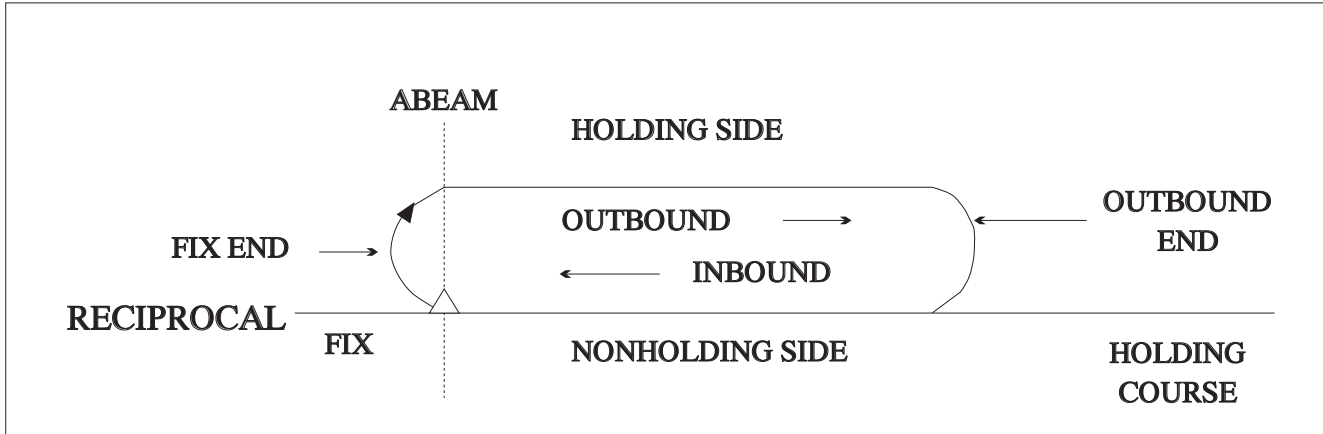 ABEAM
HOLDING SIDE
OUTBOUND
OUTBOUND
END
FIX END
INBOUND
RECIPROCAL
FIX
NONHOLDING SIDE
HOLDING
COURSE